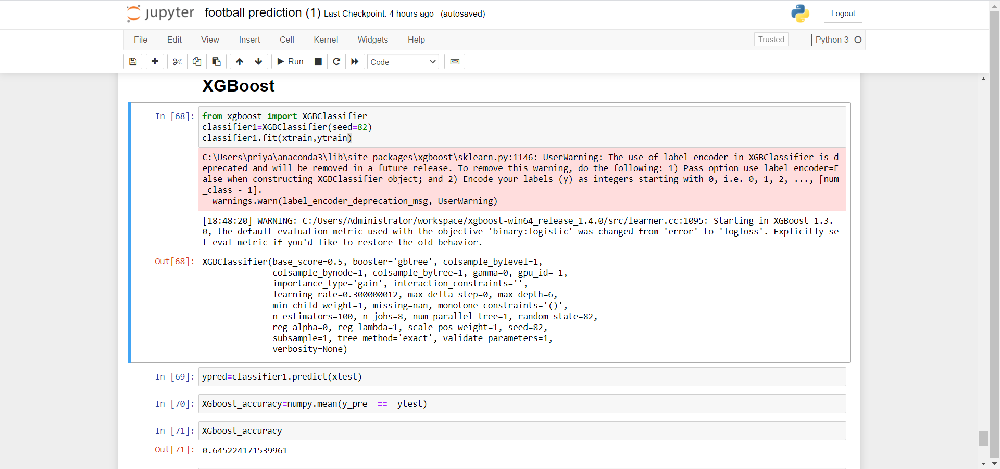 jupyter football prediction (1) Last Checkpoint: 4 hours ago (autosaved) Logout
File Edit View Insert Cell Kernel Widgets Help Trusted Python 3
Run Code
XGBoost
In [68]: from xgboost import XGBClassifier
classifier1=XGBClassifier(seed=82)
classifier1.fit(xtrain,ytrain)
C:\Users\priya\anaconda3\lib\site-packages\xgboost\sklearn.py:1146: UserWarning: The use of label encoder in XGBClassifier is d
eprecated and will be removed in a future release. To remove this warning, do the following: 1) Pass option use_label_encoder=F
alse when constructing XGBClassifier object; and 2) Encode your labels (y) as integers starting with 0, i.e. 0, 1, 2, ..., [num
_class - 1].
warnings.warn(label_encoder_deprecation_msg, UserWarning)
[18:48:20] WARNING: C:/Users/Administrator/workspace/xgboost-win64_release_1.4.0/src/learner.cc:1095: Starting in XGBoost 1.3.
0, the default evaluation metric used with the objective 'binary:logistic' was changed from 'error' to 'logloss'. Explicitly se
t eval_metric if you'd like to restore the old behavior.
Out[68]: XGBClassifier(base_score=0.5, booster='gbtree', colsample_bylevel=1,
colsample_bynode=1, colsample_bytree=1, gamma=0, gpu_id=-1,
importance_type='gain', interaction_constraints='',
learning_rate=0.300000012, max_delta_step=0, max_depth=6,
min_child_weight=1, missing=nan, monotone_constraints='()',
n_estimators=100, n_jobs=8, num_parallel_tree=1, random_state=82,
reg_alpha=0, reg_lambda=1, scale_pos_weight=1, seed=82,
subsample=1, tree_method='exact', validate_parameters=1,
verbosity=None)
In [69]: ypred=classifier1.predict(xtest)
In [70]: XGboost_accuracy=numpy.mean(y_pre == ytest)
In [71]: XGboost_accuracy
Out[71]: 0.645224171539961